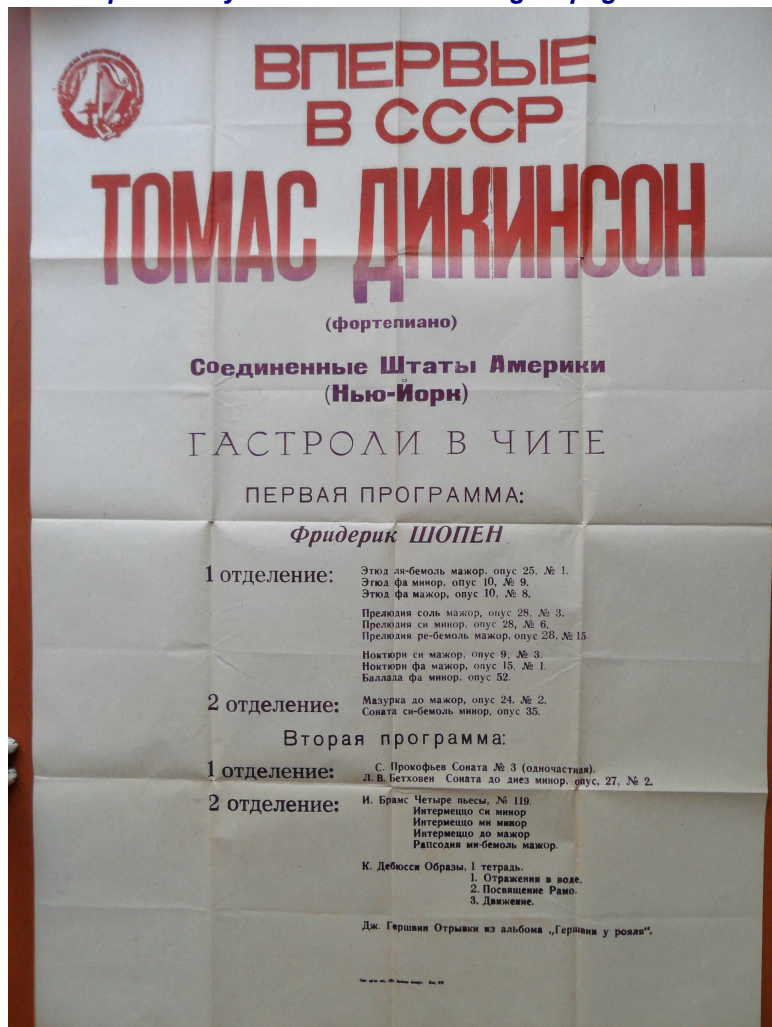 ВПЕРВЫЕ
В СССР
ТОМАС ДИКИНСОН
(фортепиано)
Соединенные Штаты Америки
(Нью-Йорк)
ГАСТРОЛИ В ЧИТЕ
ПЕРВАЯ ПРОГРАММА:
Фридерик ШОПЕН
1 отделение:
Этюд ля-бемоль мажор, опус 25, № 1.
Этюд фа минор, опус 10, № 9.
Этюд фа мажор, опус 10, № 8.
Прелюдия соль мажор, опус 28, № 3.
Прелюдия си минор, опус 28, № 6,
Прелюдия ре-бемоль мажор, опус 28, № 15.
Ноктюрн си мажор, опус 9, № 3.
Ноктюрн фа мажор, опус 15, № 1.
Баллада фа минор, опус 52.
2 отделение:
Мазурка до мажор, опус 24, № 2.
Соната си-бемоль минор, опус 35.
Вторая программа:
1 отделение:
С. Прокофьев Соната № 3 (одночастная).
Л. В. Бетховен Соната до диез минор, опус, 27, № 2.
2 отделение:
И. Брамс Четыре пьесы, № 119.
Интермеццо си минор
Интермеццо ми минор
Интермеццо до мажор
Рапсодия ми-бемоль мажор.
К. Дебюсси Образы, 1 тетрадь.
1. Отражения в воде.
2. Посвящение Рамо.
3. Движение.
Дж. Гершвин Отрывки из альбома „Гершвин у рояля“.